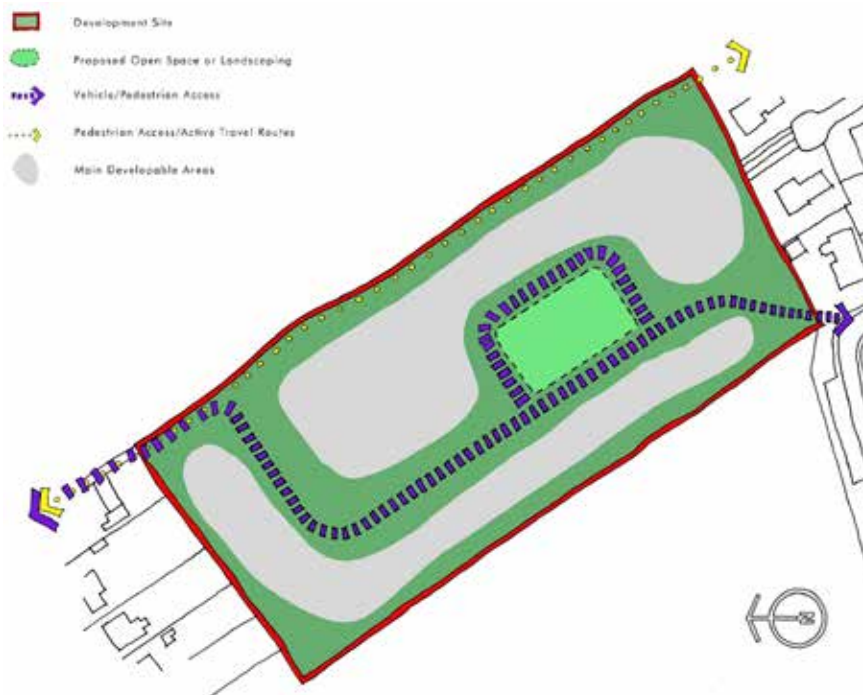 Development Site
Proposed Open Space or Landscaping
Vehicle/Pedestrian Access
Pedestrian Access/Active Travel Routes
Main Developable Areas
N